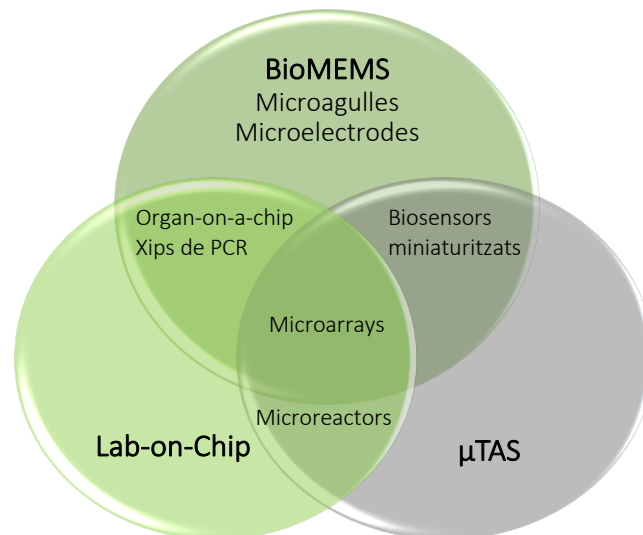 BioMEMS
Microagulles
Microelectrodes
Organ-on-a-chip
Xips de PCR
Biosensors
miniaturitzats
Microarrays
Microreactors
Lab-on-Chip
µTAS